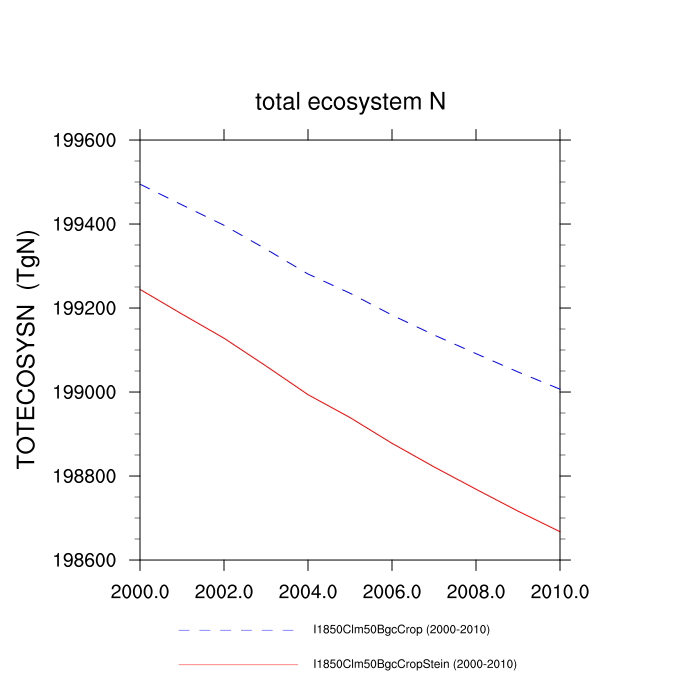 total ecosystem N
199600
199400
199200
199000
198800
198600
TOTECOSYSN (TgN)
2000.0 2002.0 2004.0 2006.0 2008.0 2010.0
I1850Clm50BgcCrop (2000-2010)
I1850Clm50BgcCropStein (2000-2010)